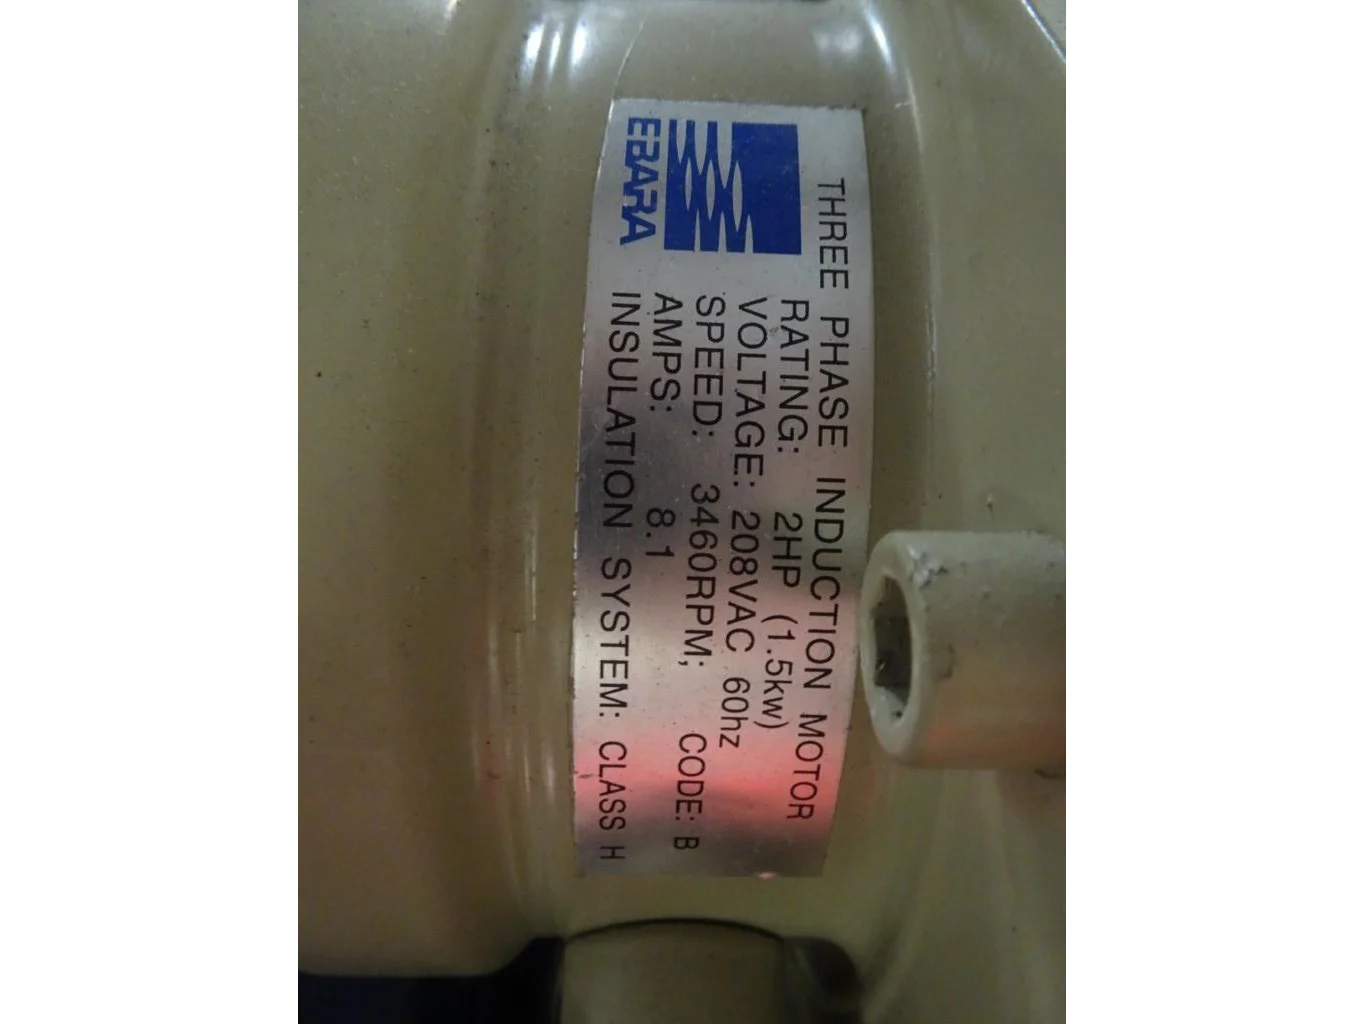 EBARA
THREE PHASE INDUCTION MOTOR
RATING: 2HP (1.5kw)
VOLTAGE: 208VAC 60hz
SPEED: 3460RPM; CODE: B
AMPS: 8.1
INSULATION SYSTEM: CLASS H